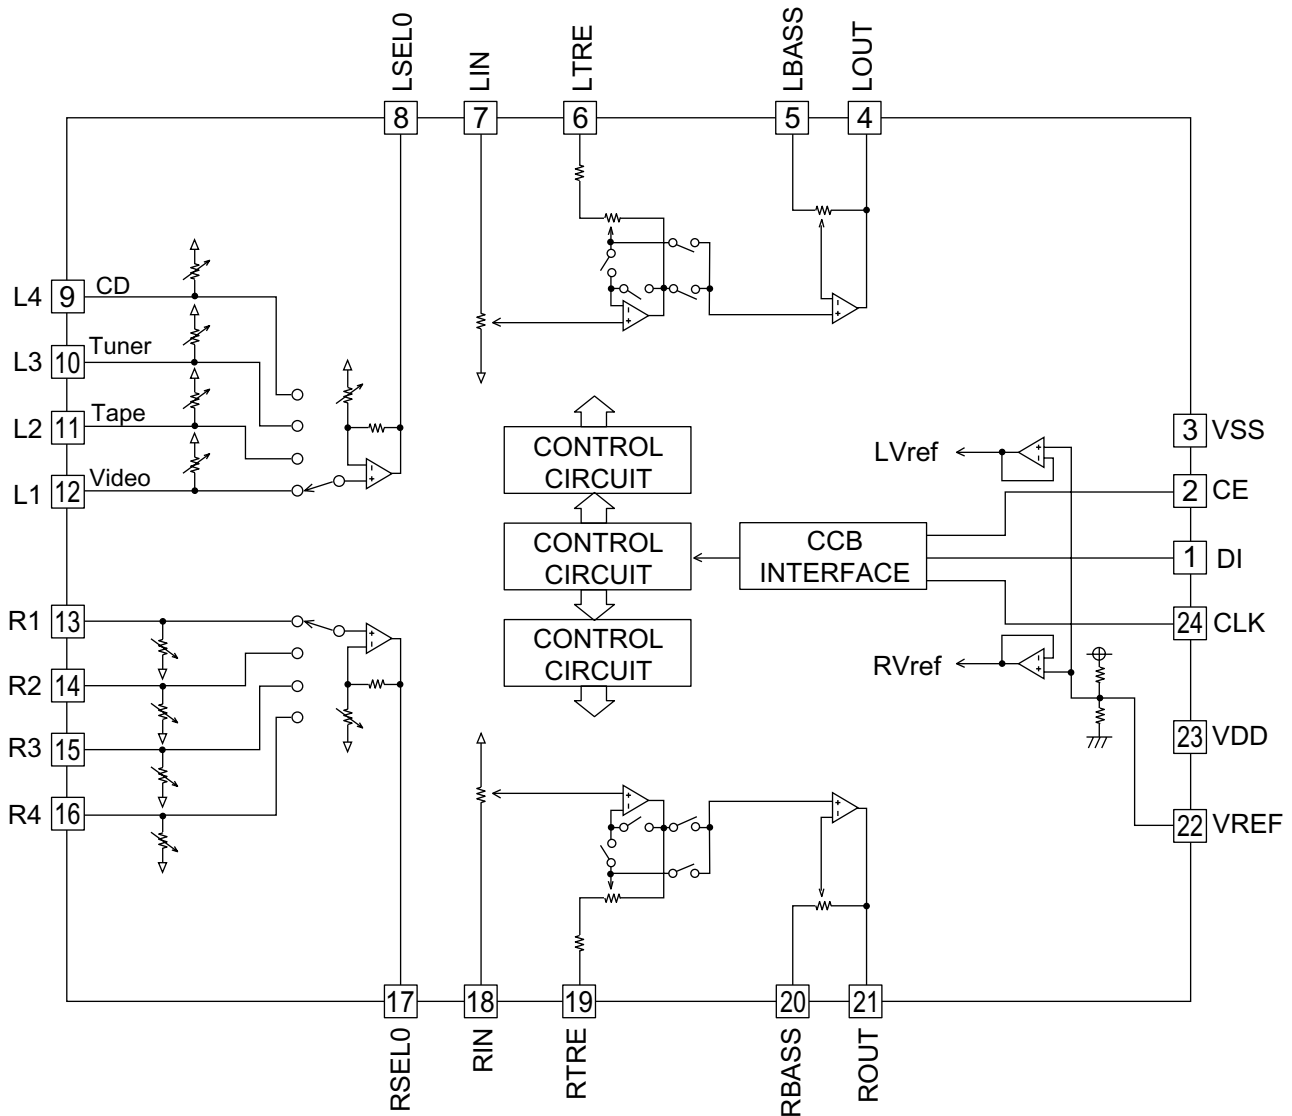 LSEL0
LIN
LTRE
LBASS
LOUT
8
7
6
5
4
L4 9 CD
L3 10 Tuner
L2 11 Tape
L1 12 Video
R1 13
R2 14
R3 15
R4 16
CONTROL
CIRCUIT
CONTROL
CIRCUIT
CONTROL
CIRCUIT
CCB
INTERFACE
LVref
RVref
3 VSS
2 CE
1 DI
24 CLK
23 VDD
22 VREF
17
18
19
20
21
RSEL0
RIN
RTRE
RBASS
ROUT